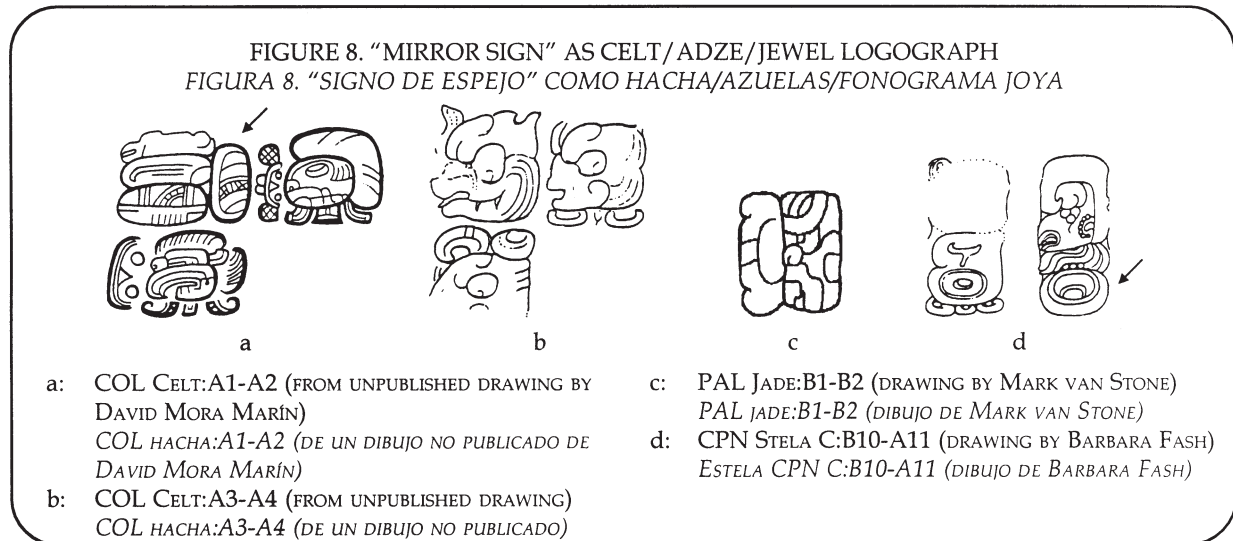 FIGURE 8. “MIRROR SIGN” AS CELT/ADZE/JEWEL LOGOGRAPH
FIGURA 8. “SIGNO DE ESPEJO” COMO HACHA/AZUELAS/FONOGRAMA JOYA
a
b
c
d
a: COL CELT:A1-A2 (FROM UNPUBLISHED DRAWING BY
DAVID MORA MARÍN)
COL HACHA:A1-A2 (DE UN DIBUJO NO PUBLICADO DE
DAVID MORA MARÍN)
b: COL CELT:A3-A4 (FROM UNPUBLISHED DRAWING)
COL HACHA:A3-A4 (DE UN DIBUJO NO PUBLICADO)
c: PAL JADE:B1-B2 (DRAWING BY MARK VAN STONE)
PAL JADE:B1-B2 (DIBUJO DE MARK VAN STONE)
d: CPN STELA C:B10-A11 (DRAWING BY BARBARA FASH)
ESTELA CPN C:B10-A11 (DIBUJO DE BARBARA FASH)